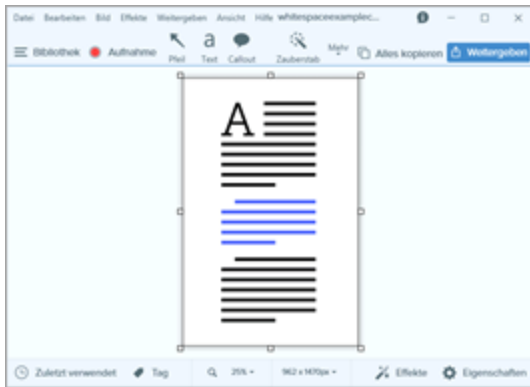 Datei Bearbeiten Bild Effekte Weitergeben Ansicht Hilfe whitespaceexamplec...
Bibliothek Aufnahme Pfeil a Text Callout Zauberstab Mehr Alles kopieren Weitergeben
A
Zuletzt verwendet Tag 25% 962 x 1470px Effekte Eigenschaften